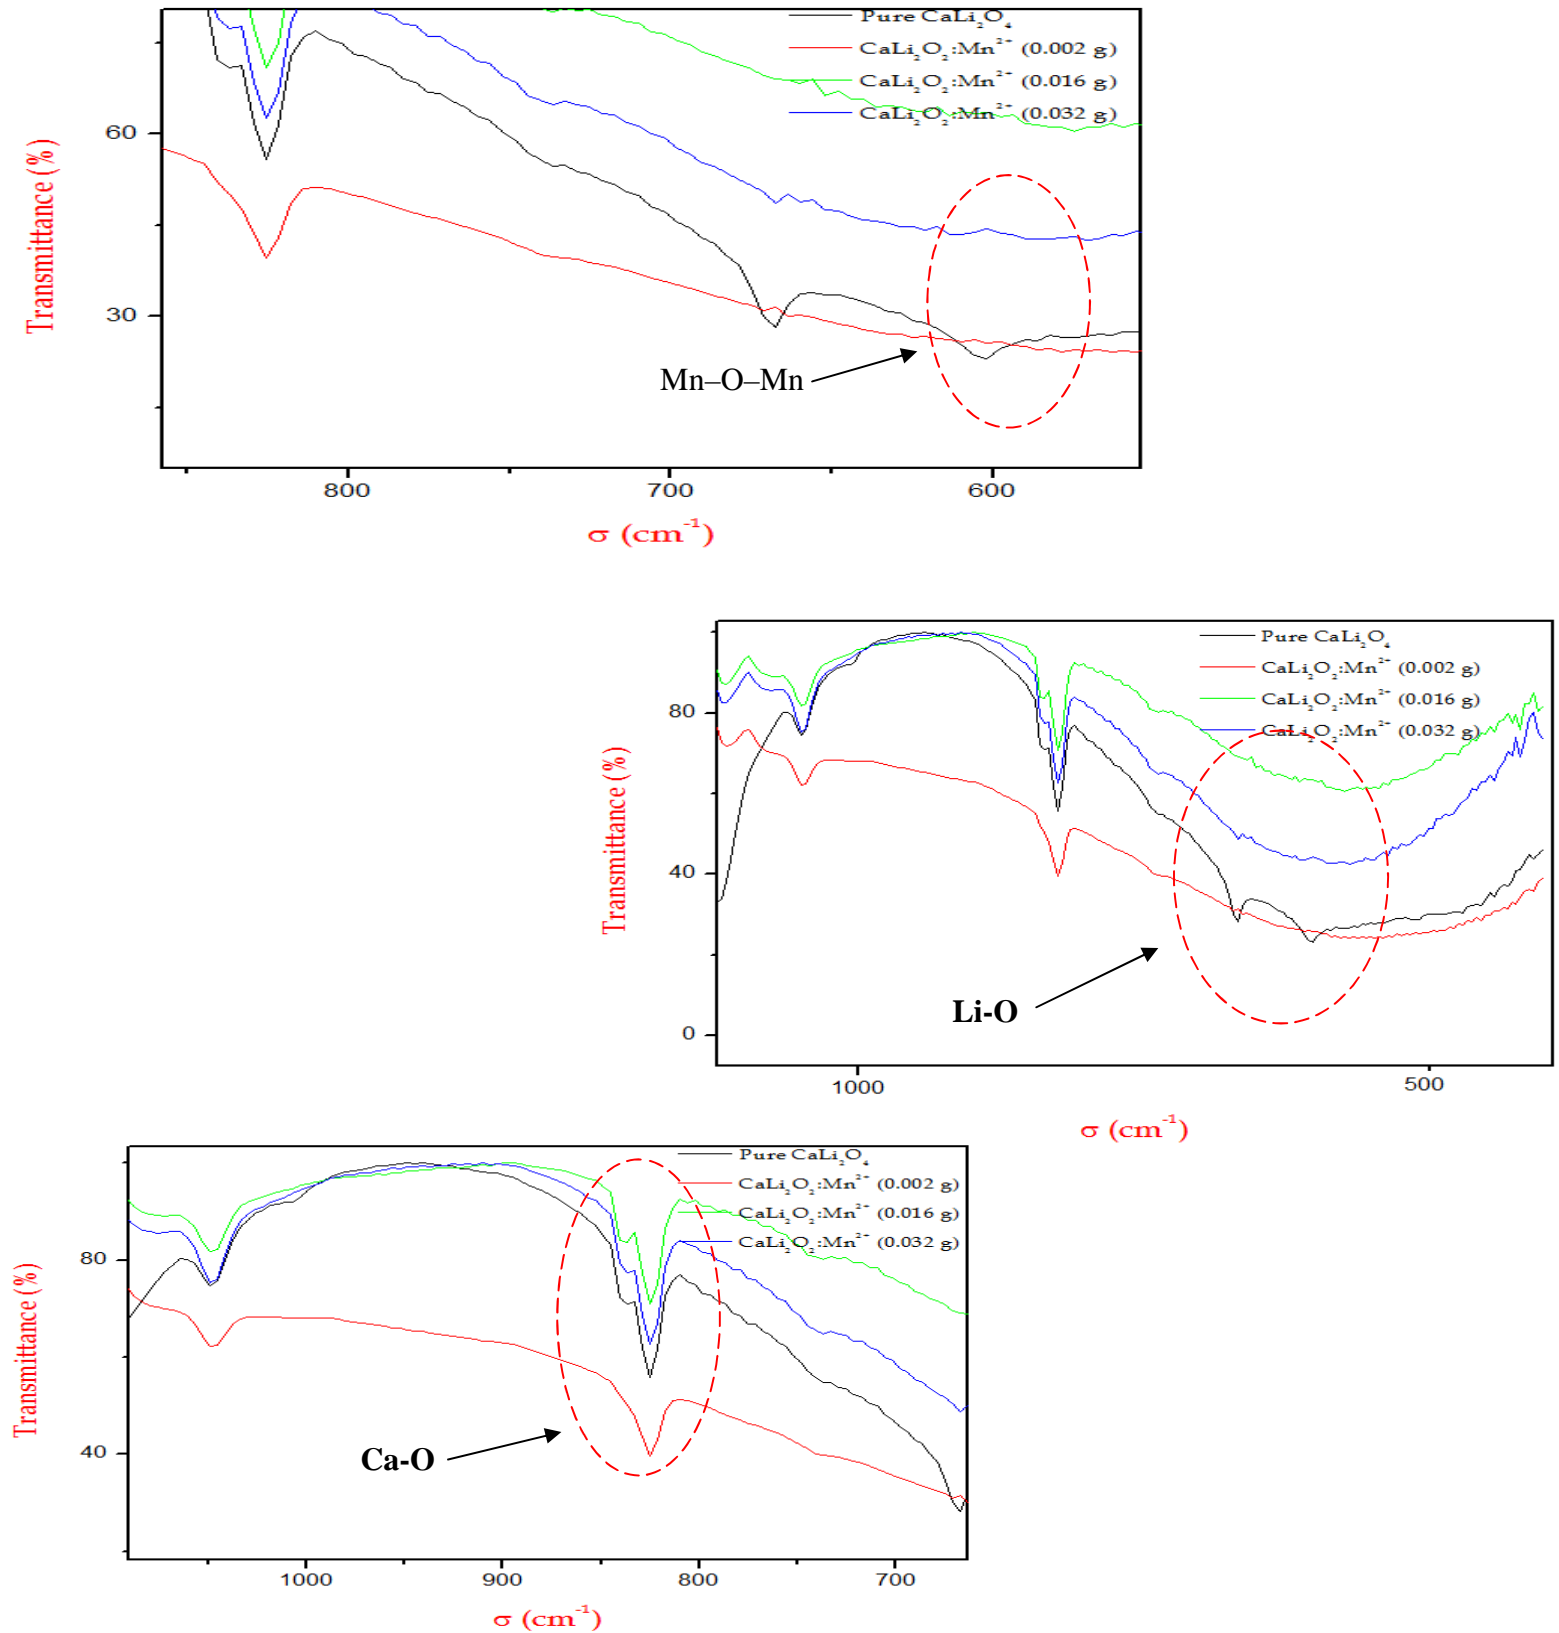 Pure CaLi₂O₄
CaLi₂O₂:Mn²⁺ (0.002 g)
CaLi₂O₂:Mn²⁺ (0.016 g)
CaLi₂O₂:Mn²⁺ (0.032 g)
60
30
Transmittance (%)
Mn–O–Mn
800 700 600
σ (cm⁻¹)
Pure CaLi₂O₄
CaLi₂O₂:Mn²⁺ (0.002 g)
CaLi₂O₂:Mn²⁺ (0.016 g)
CaLi₂O₂:Mn²⁺ (0.032 g)
80
40
0
Transmittance (%)
Li-O
1000 500
σ (cm⁻¹)
Pure CaLi₂O₄
CaLi₂O₂:Mn²⁺ (0.002 g)
CaLi₂O₂:Mn²⁺ (0.016 g)
CaLi₂O₂:Mn²⁺ (0.032 g)
80
40
Transmittance (%)
Ca-O
1000 900 800 700
σ (cm⁻¹)